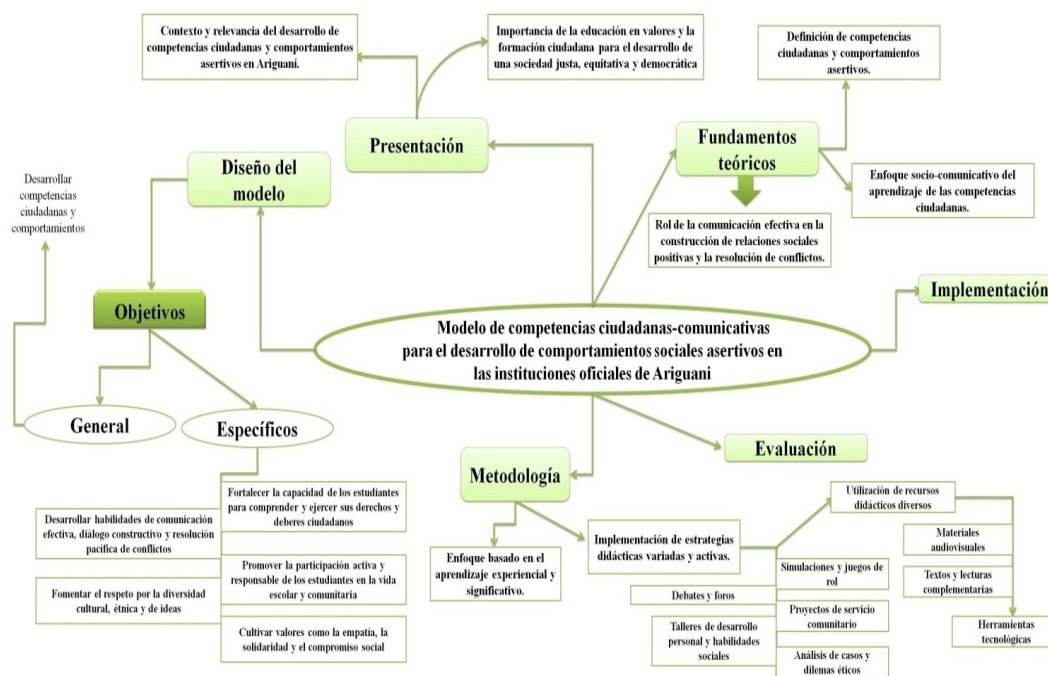 Contexto y relevancia del desarrollo de
competencias ciudadanas y comportamientos
asertivos en Ariguaní.
Importancia de la educación en valores y la
formación ciudadana para el desarrollo de
una sociedad justa, equitativa y democrática
Definición de competencias
ciudadanas y comportamientos
asertivos.
Presentación
Fundamentos
teóricos
Diseño del
modelo
Desarrollar
competencias
ciudadanas y
comportamientos
Enfoque socio-comunicativo del
aprendizaje de las competencias
ciudadanas.
Rol de la comunicación efectiva en la
construcción de relaciones sociales
positivas y la resolución de conflictos.
Implementación
Objetivos
Modelo de competencias ciudadanas-comunicativas
para el desarrollo de comportamientos sociales asertivos en
las instituciones oficiales de Ariguani
General
Específicos
Evaluación
Metodología
Fortalecer la capacidad de los estudiantes
para comprender y ejercer sus derechos y
deberes ciudadanos
Desarrollar habilidades de comunicación
efectiva, diálogo constructivo y resolución
pacífica de conflictos
Promover la participación activa y
responsable de los estudiantes en la vida
escolar y comunitaria
Fomentar el respeto por la diversidad
cultural, étnica y de ideas
Cultivar valores como la empatía, la
solidaridad y el compromiso social
Enfoque basado en el
aprendizaje experiencial y
significativo.
Implementación de estrategias
didácticas variadas y activas.
Utilización de recursos
didácticos diversos
Materiales
audiovisuales
Textos y lecturas
complementarias
Herramientas
tecnológicas
Simulaciones y juegos de
rol
Debates y foros
Proyectos de servicio
comunitario
Talleres de desarrollo
personal y habilidades
sociales
Análisis de casos y
dilemas éticos